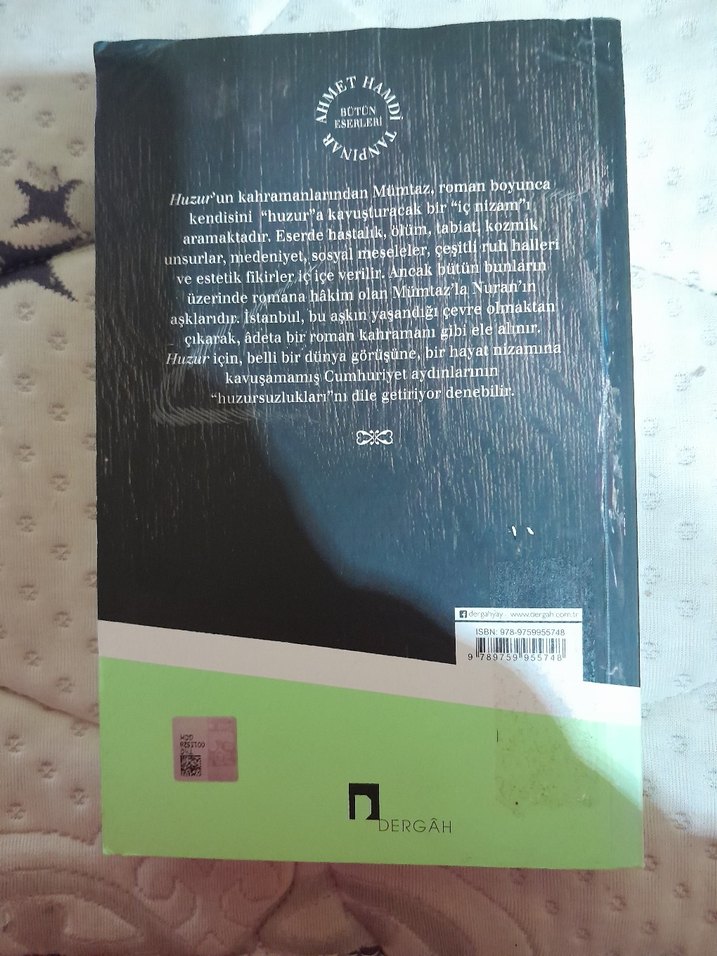 AHMET HAMDİ TANPINAR
BÜTÜN
ESERLERİ
Huzur'un kahramanlarından Mümtaz, roman boyunca
kendisini "huzur"a kavuşturacak bir "iç nizam"ı
aramaktadır. Eserde hastalık, ölüm, tabiat, kozmik
unsurlar, medeniyet, sosyal meseleler, çeşitli ruh halleri
ve estetik fikirler iç içe verilir. Ancak bütün bunların
üzerinde romana hâkim olan Mümtaz'la Nuran'ın
aşklarıdır. İstanbul, bu aşkın yaşandığı çevre olmaktan
çıkarak, âdeta bir roman kahramanı gibi ele alınır.
Huzur için, belli bir dünya görüşüne, bir hayat nizamına
kavuşamamış Cumhuriyet aydınlarının
"huzursuzlukları"nı dile getiriyor denebilir.
dergahyay www.dergah.com.tr
ISBN: 978-9759955748
9 789759 955748
DERGÂH